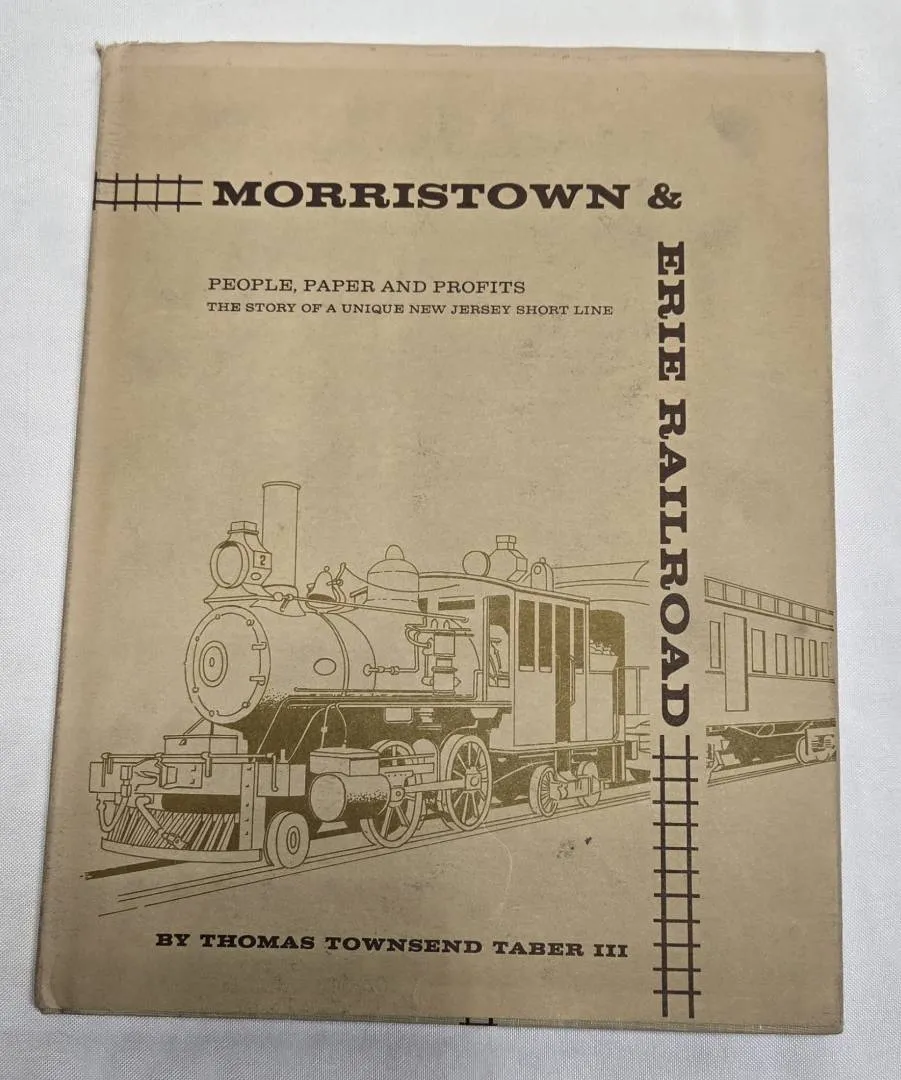 MORRISTOWN &
ERIE RAILROAD
PEOPLE, PAPER AND PROFITS
THE STORY OF A UNIQUE NEW JERSEY SHORT LINE
2
BY THOMAS TOWNSEND TABER III